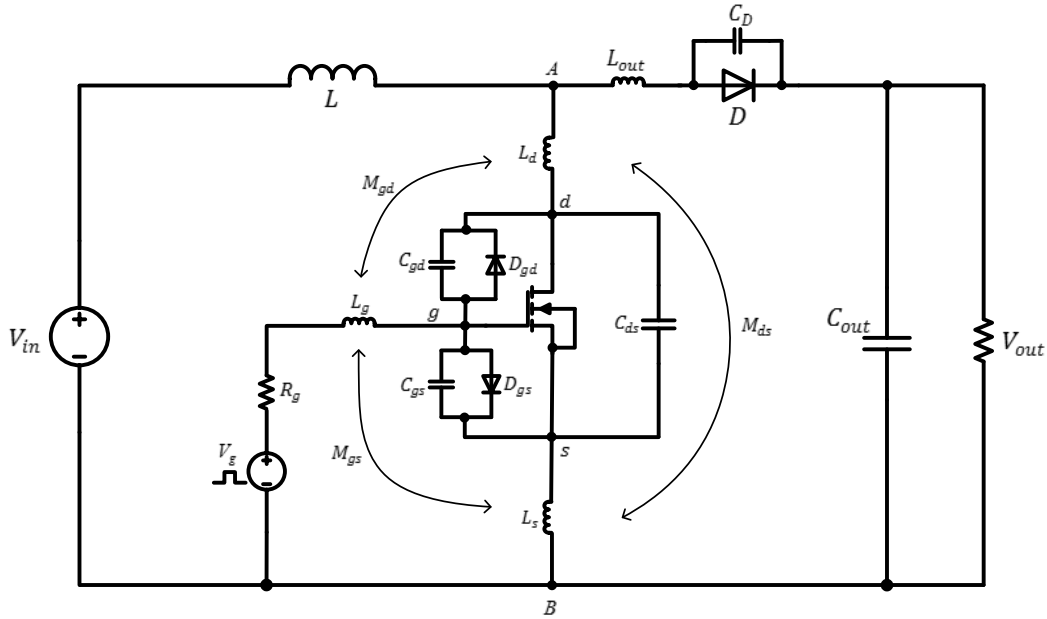 C_D
L_out
A
L
D
L_d
M_gd
d
C_gd
D_gd
L_g
g
C_ds
M_ds
C_out
V_out
V_in
R_g
C_gs
D_gs
V_g
M_gs
s
L_s
B